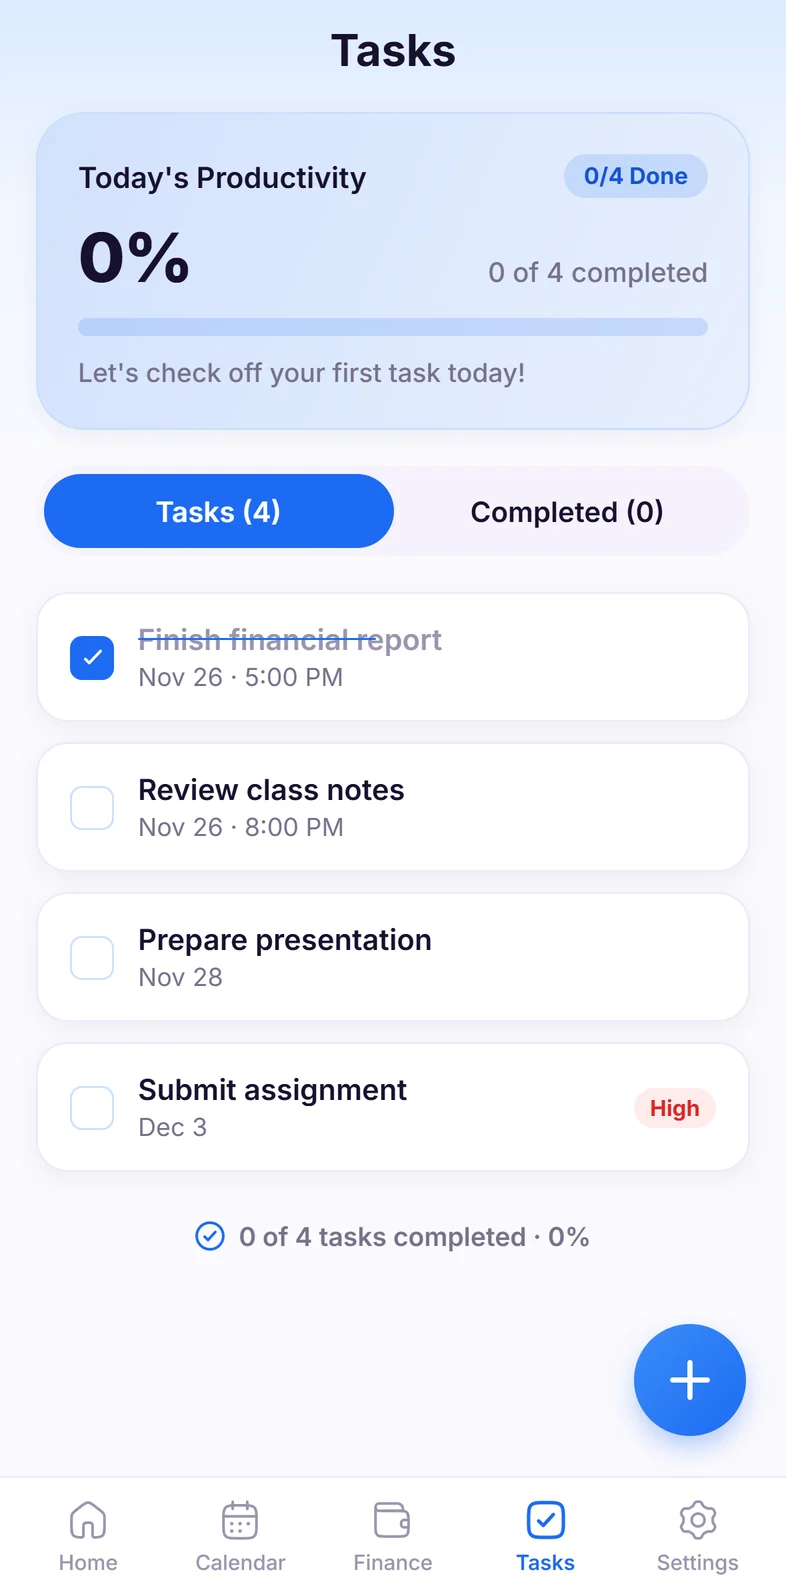 Tasks
Today's Productivity
0/4 Done
0%
0 of 4 completed
Let's check off your first task today!
Tasks (4)
Completed (0)
Finish financial report
Nov 26 · 5:00 PM
Review class notes
Nov 26 · 8:00 PM
Prepare presentation
Nov 28
Submit assignment
Dec 3
High
0 of 4 tasks completed · 0%
Home
Calendar
Finance
Tasks
Settings